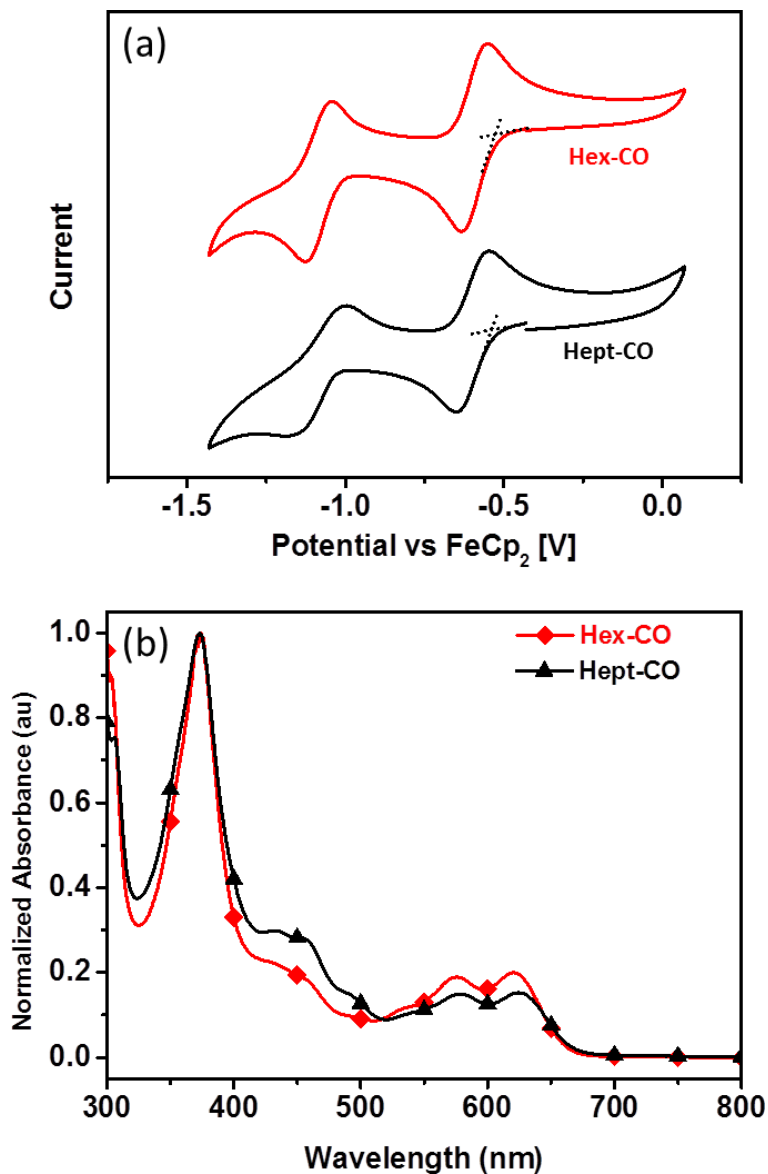 (a)
Hex-CO
Hept-CO
Current
-1.5 -1.0 -0.5 0.0
Potential vs FeCp₂ [V]
(b)
Hex-CO
Hept-CO
1.0
0.8
0.6
0.4
0.2
0.0
Normalized Absorbance (au)
300 400 500 600 700 800
Wavelength (nm)